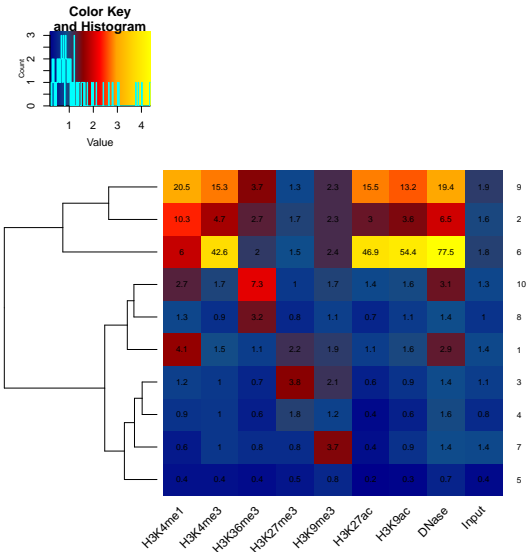 Color Key
and Histogram
Count
0 1 2 3
1 2 3 4
Value
20.5 15.3 3.7 1.3 2.3 15.5 13.2 19.4 1.9 9
10.3 4.7 2.7 1.7 2.3 3 3.6 6.5 1.6 2
6 42.6 2 1.5 2.4 46.9 54.4 77.5 1.8 6
2.7 1.7 7.3 1 1.7 1.4 1.6 3.1 1.3 10
1.3 0.9 3.2 0.8 1.1 0.7 1.1 1.4 1 8
4.1 1.5 1.1 2.2 1.9 1.1 1.6 2.9 1.4 1
1.2 1 0.7 3.6 2.1 0.6 0.9 1.4 1.1 3
0.9 1 0.6 1.8 1.2 0.4 0.6 1.6 0.8 4
0.6 1 0.8 0.8 3.7 0.4 0.9 1.4 1.4 7
0.4 0.4 0.4 0.8 0.8 0.7 0.4 5
H3K4me1 H3K4me3 H3K36me3 H3K27me3 H3K9me3 H3K27ac H3K9ac DNase Input